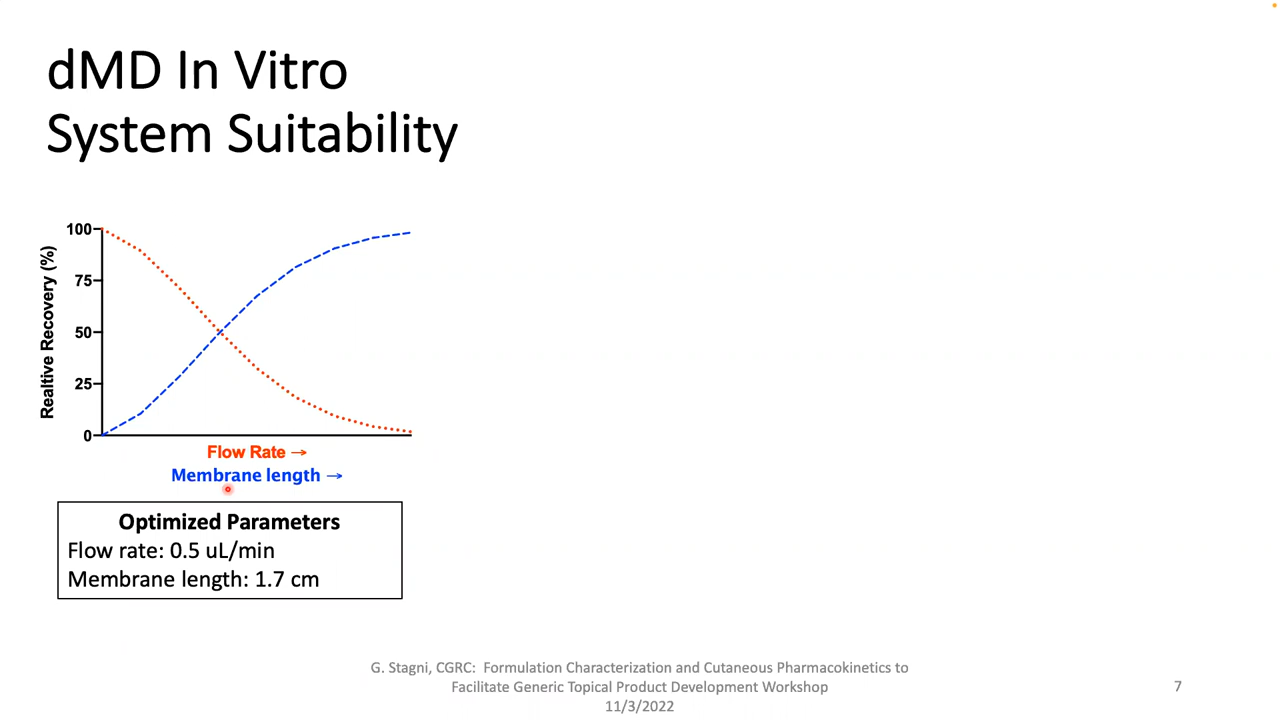 dMD In Vitro
System Suitability
Realtive Recovery (%)
100
75
50
25
0
Flow Rate →
Membrane length →
Optimized Parameters
Flow rate: 0.5 uL/min
Membrane length: 1.7 cm
G. Stagni, CGRC: Formulation Characterization and Cutaneous Pharmacokinetics to
Facilitate Generic Topical Product Development Workshop
11/3/2022
7